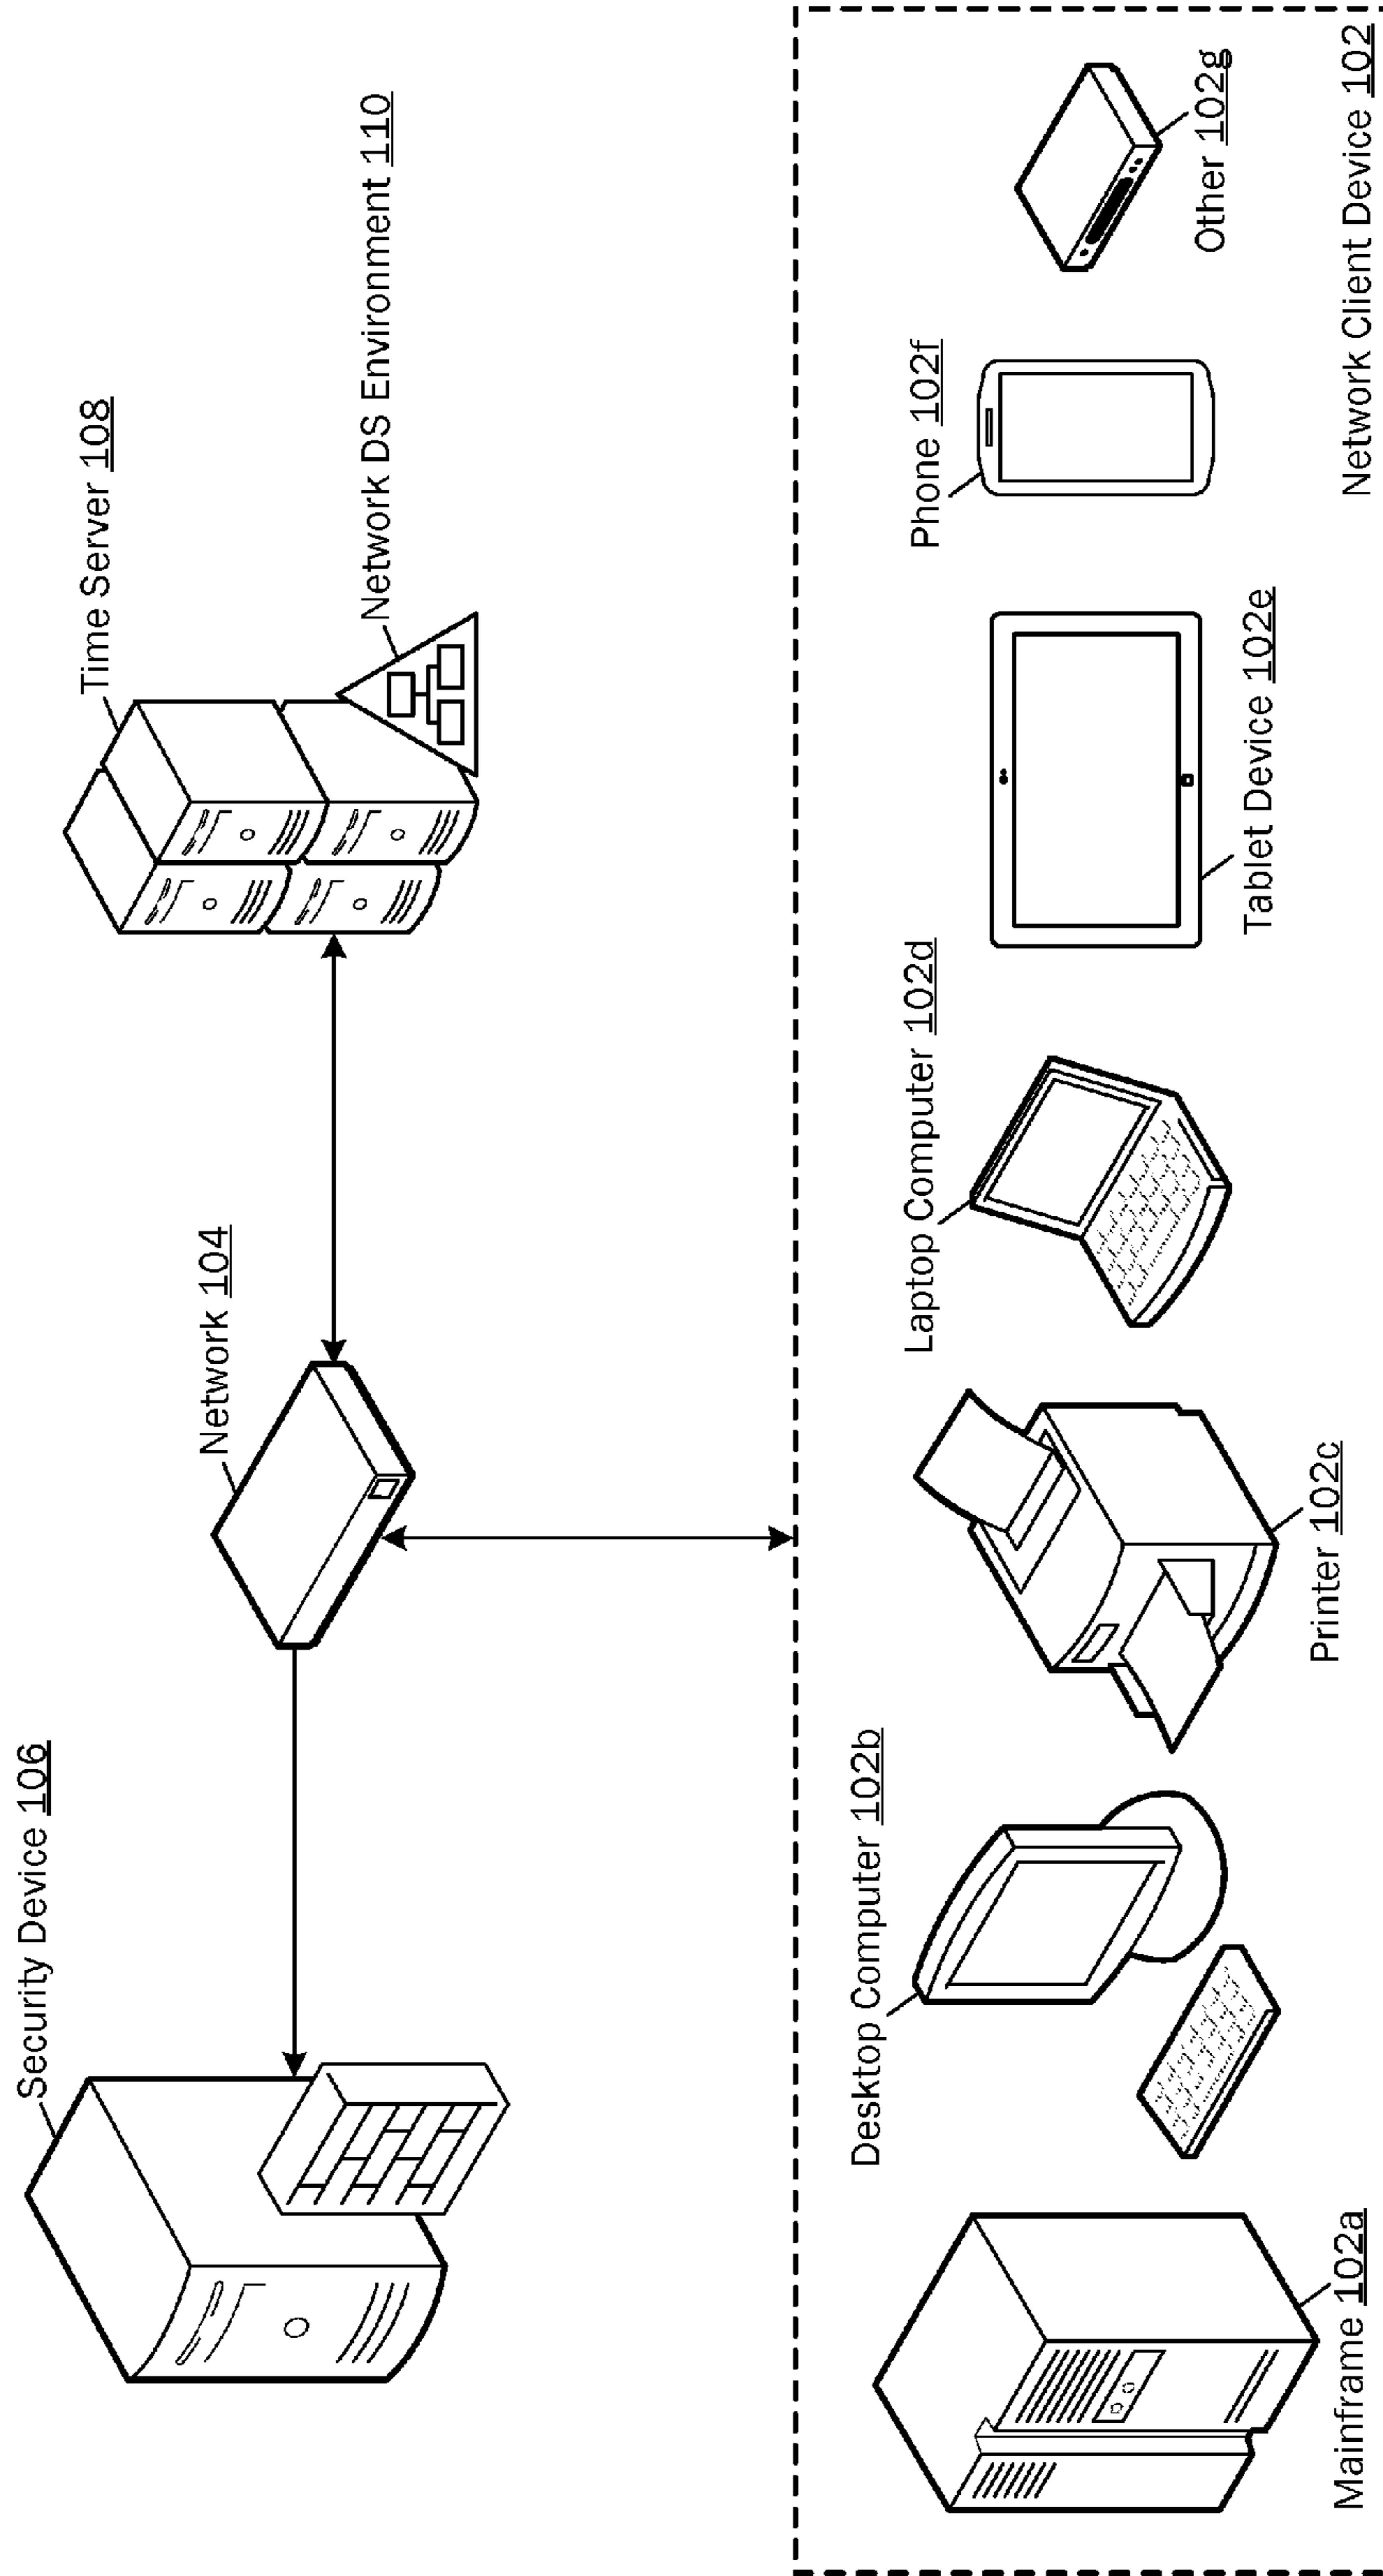 Security Device 106
Network 104
Time Server 108
Network DS Environment 110
Mainframe 102a
Desktop Computer 102b
Printer 102c
Laptop Computer 102d
Tablet Device 102e
Phone 102f
Other 102g
Network Client Device 102